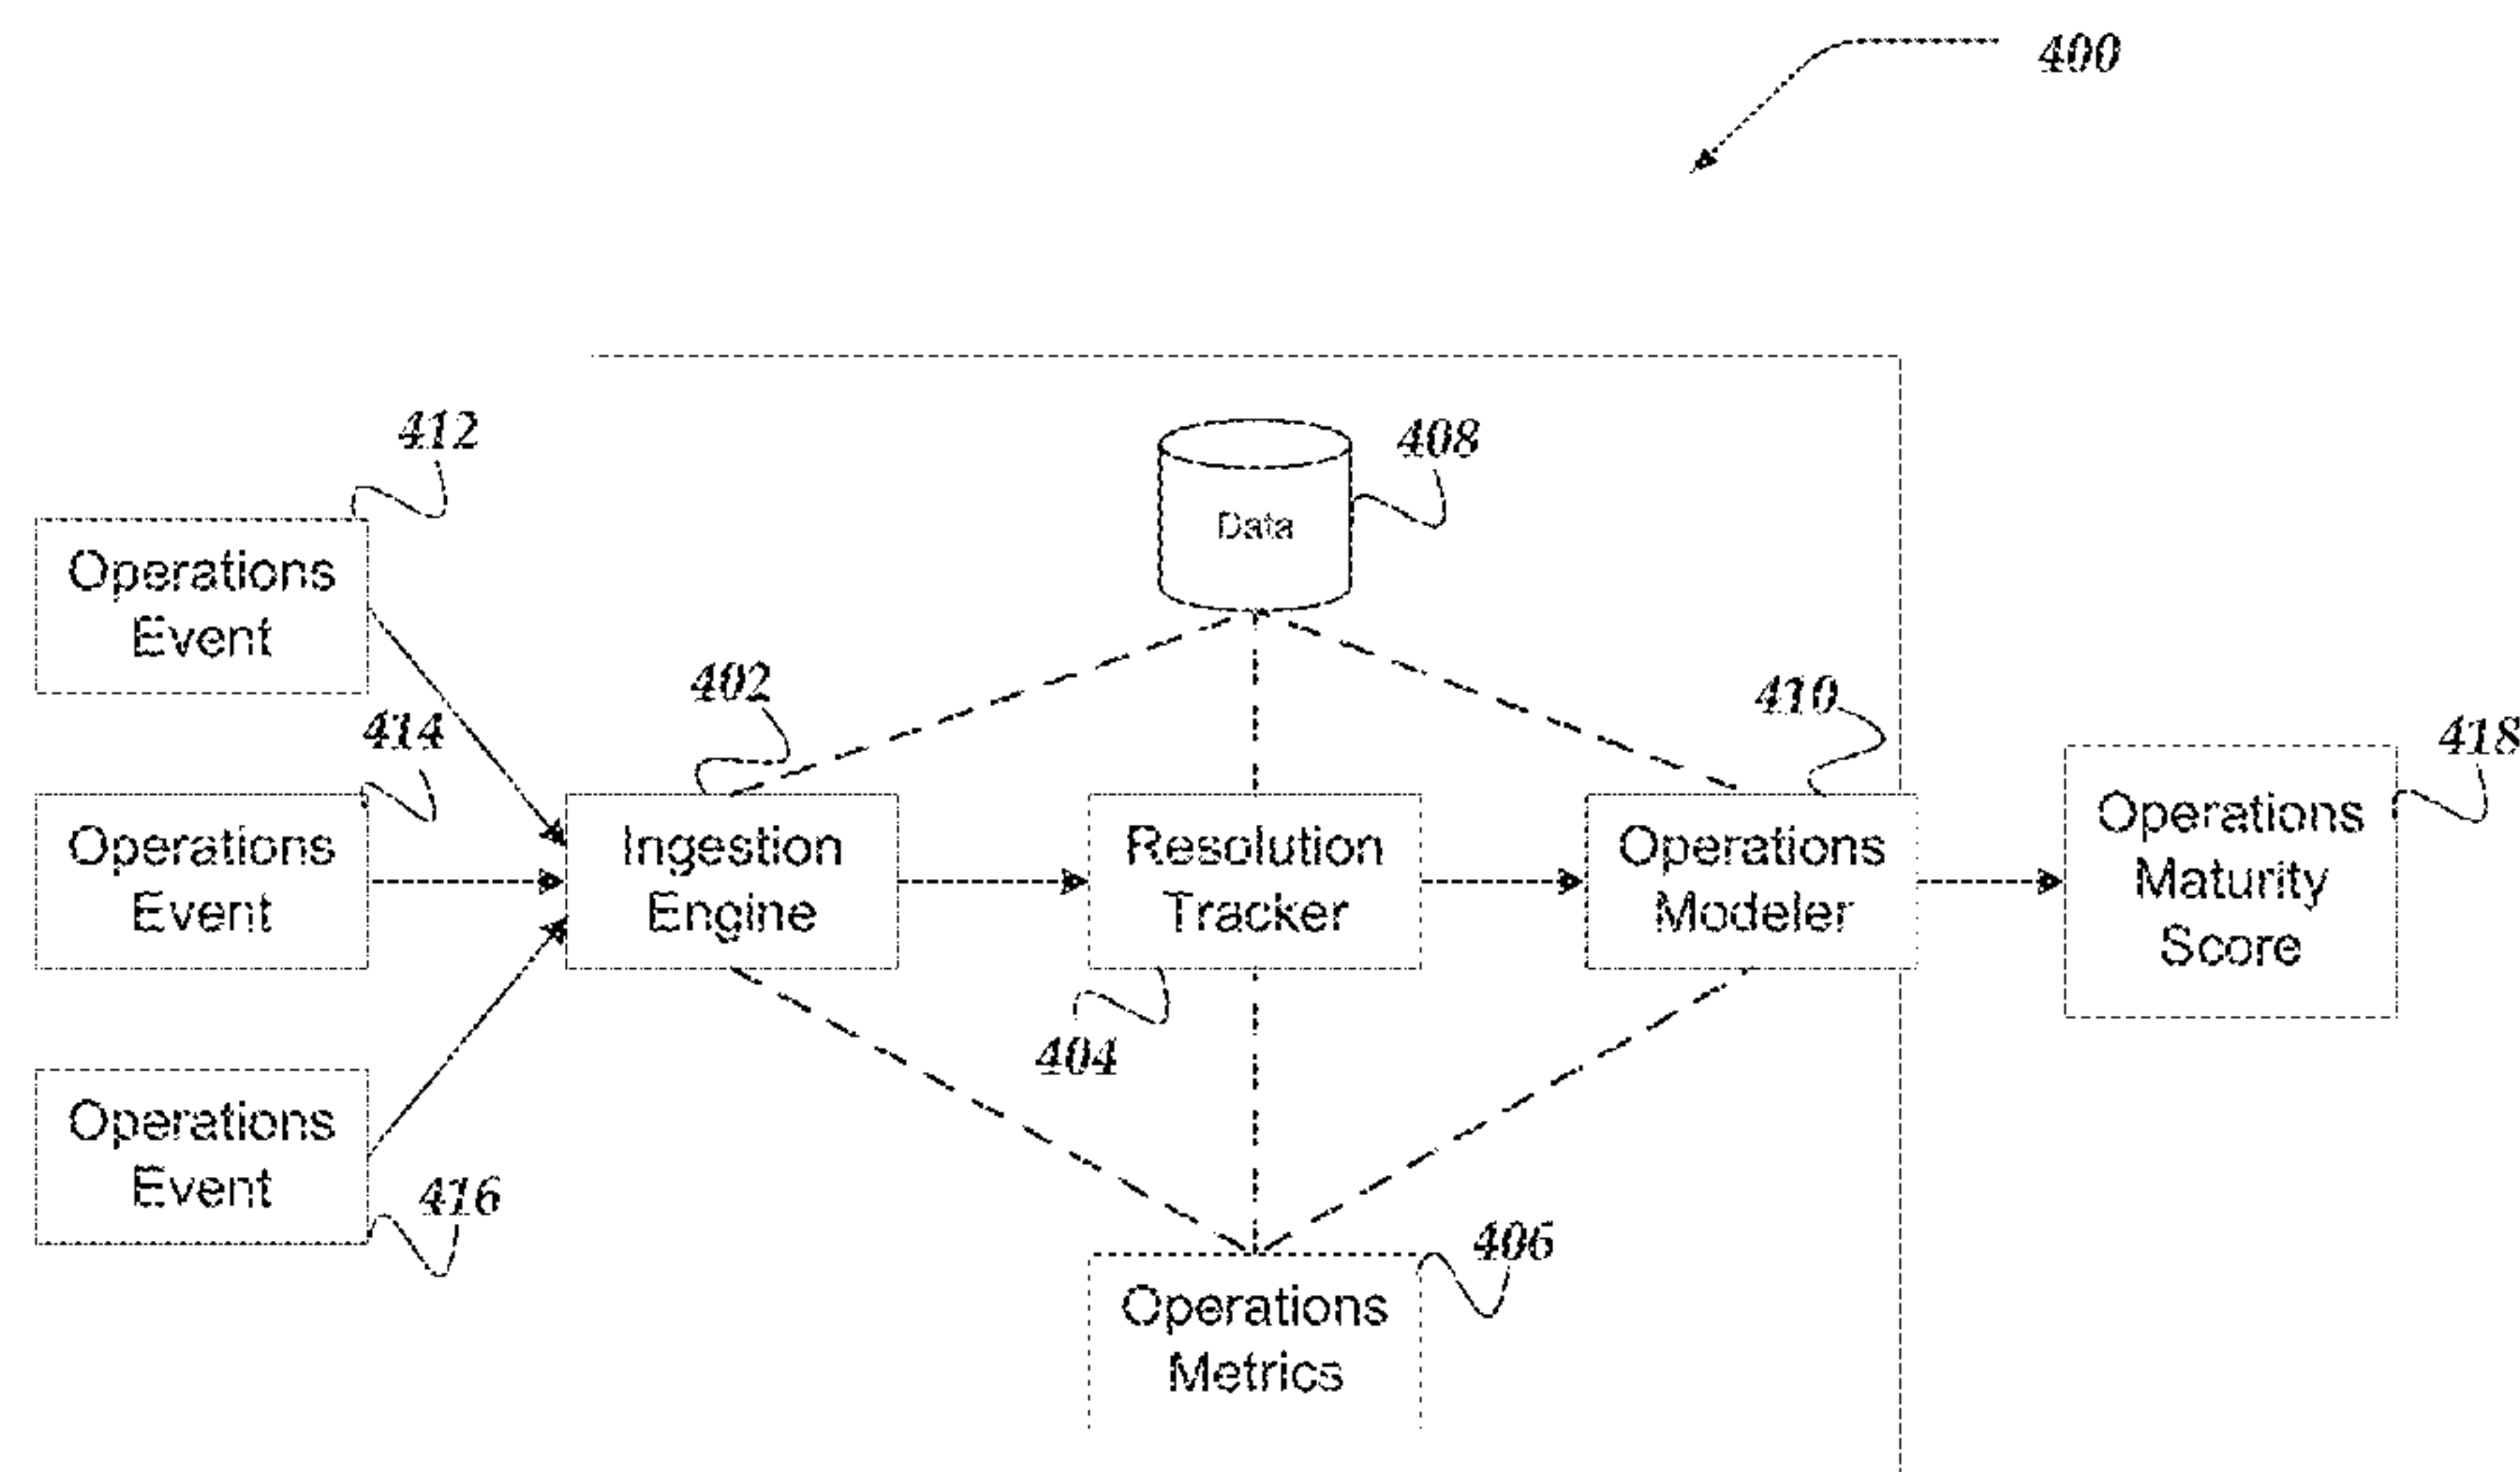 400
412
408
Data
Operations
Event
402
410
414
418
Operations
Event
Ingestion
Engine
Resolution
Tracker
Operations
Modeler
Operations
Maturity
Score
404
Operations
Event
416
406
Operations
Metrics